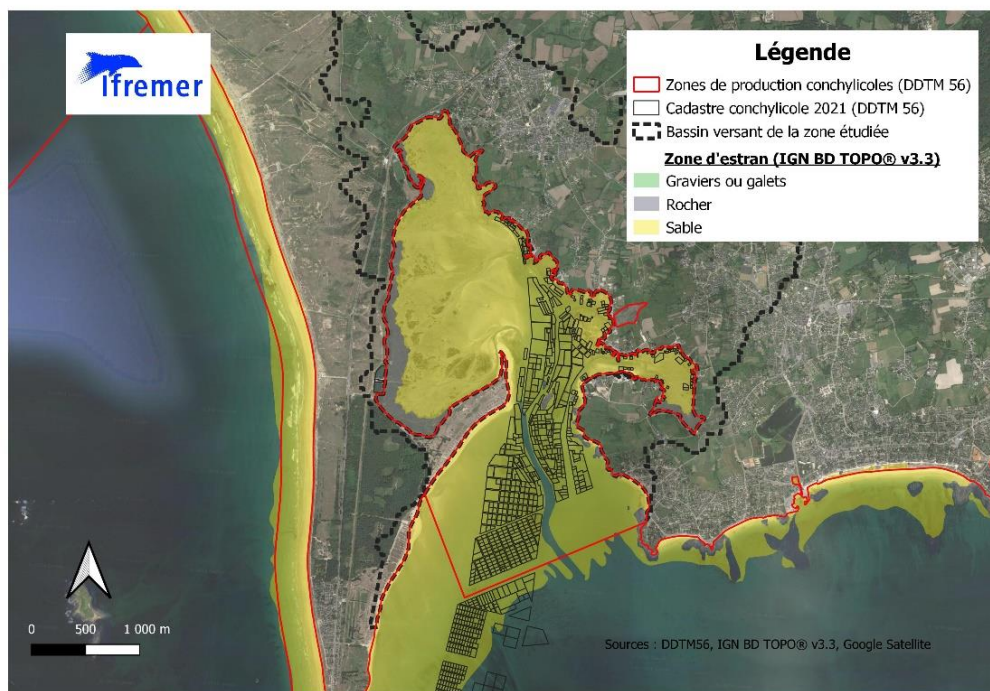 Ifremer
Légende
Zones de production conchylicoles (DDTM 56)
Cadastre conchylicole 2021 (DDTM 56)
Bassin versant de la zone étudiée
Zone d'estran (IGN BD TOPO® v3.3)
Graviers ou galets
Rocher
Sable
0 500 1 000 m
Sources : DDTM56, IGN BD TOPO® v3.3, Google Satellite